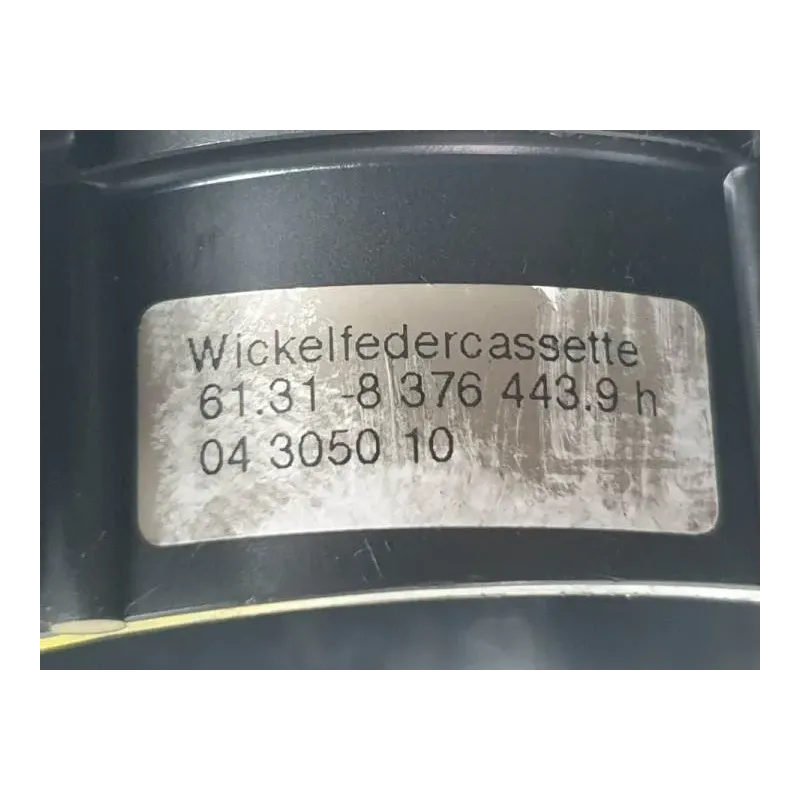 Wickelfedercassette
61.31-8 376 443.9 h
04 3050 10